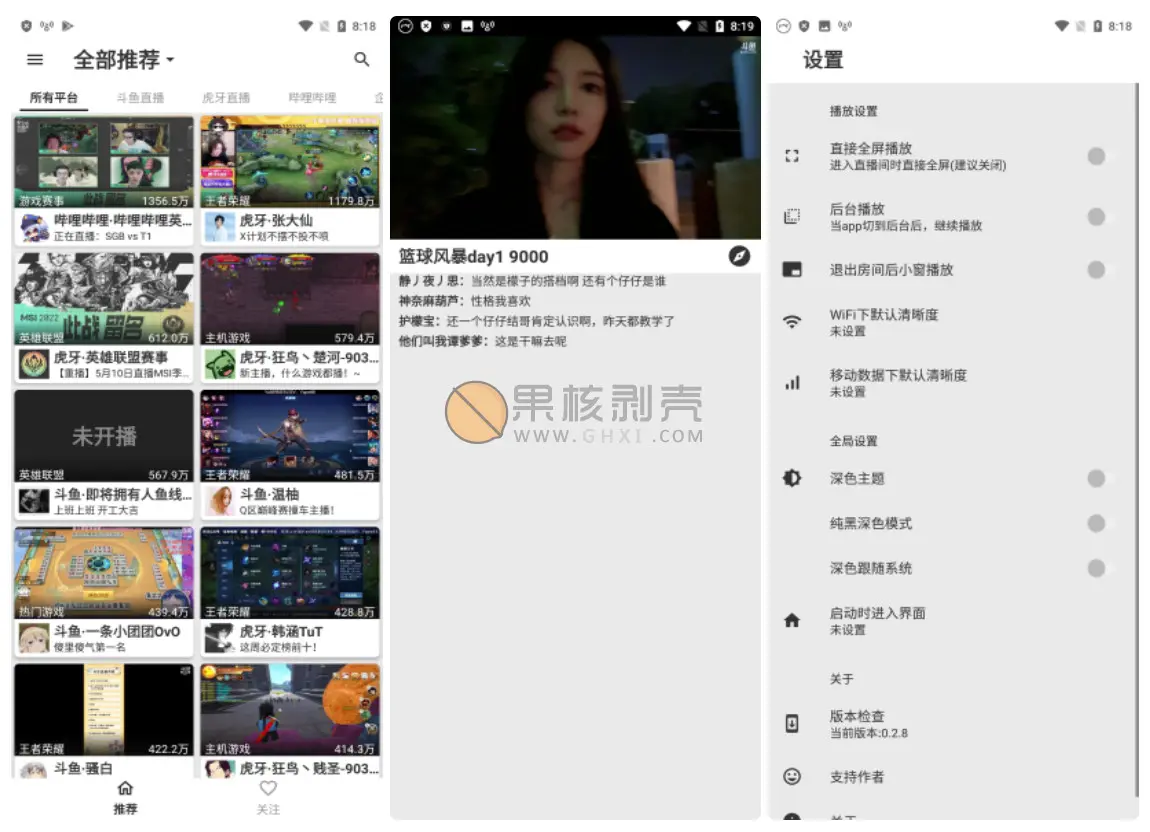 8:18
全部推荐
所有平台
斗鱼直播
虎牙直播
哔哩哔哩
游戏赛事
1356.5万
哔哩哔哩·哔哩哔哩英...
正在直播：SGB vs T1
王者荣耀
1179.8万
虎牙·张大仙
X计划不摆不投不喷
MSI 2022
此战留名
英雄联盟
612.0万
虎牙·英雄联盟赛事
【重播】5月10日直播MSI季...
主机游戏
579.4万
虎牙·狂鸟丶楚河-903...
新主播，什么游戏都播！~
未开播
英雄联盟
567.9万
斗鱼·即将拥有人鱼线...
上班上班 开工大吉
王者荣耀
481.5万
斗鱼·温柚
Q区巅峰赛撞车主播！
热门游戏
439.4万
斗鱼·一条小团团OvO
傻里傻气第一名
王者荣耀
428.8万
虎牙·韩涵TuT
这周必定榜前十！
王者荣耀
422.2万
斗鱼·骚白
主机游戏
414.3万
虎牙·狂鸟丶贱圣-903...
推荐
关注
8:19
斗鱼
篮球风暴day1 9000
静丿夜丿思：当然是檬子的搭档啊 还有个仔仔是谁
神奈麻葫芦：性格我喜欢
护檬宝：还一个仔仔结哥肯定认识啊，昨天都教学了
他们叫我谭爹爹：这是干嘛去呢
果核剥壳
WWW.GHXI.COM
8:18
设置
播放设置
直接全屏播放
进入直播间时直接全屏(建议关闭)
后台播放
当app切到后台后，继续播放
退出房间后小窗播放
WiFi下默认清晰度
未设置
移动数据下默认清晰度
未设置
全局设置
深色主题
纯黑深色模式
深色跟随系统
启动时进入界面
未设置
关于
版本检查
当前版本:0.2.8
支持作者
关于